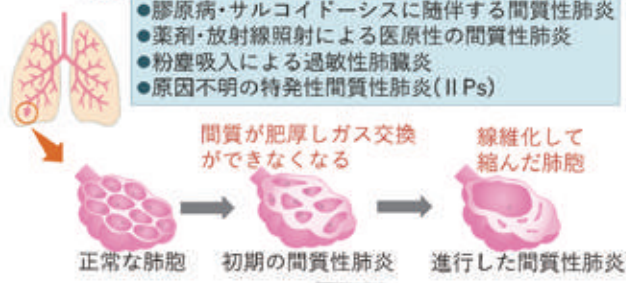 ●膠原病・サルコイドーシスに随伴する間質性肺炎
●薬剤・放射線照射による医原性の間質性肺炎
●粉塵吸入による過敏性肺臓炎
●原因不明の特発性間質性肺炎(ⅡPs)
間質が肥厚しガス交換
ができなくなる
線維化して
縮んだ肺胞
正常な肺胞
初期の間質性肺炎
進行した間質性肺炎